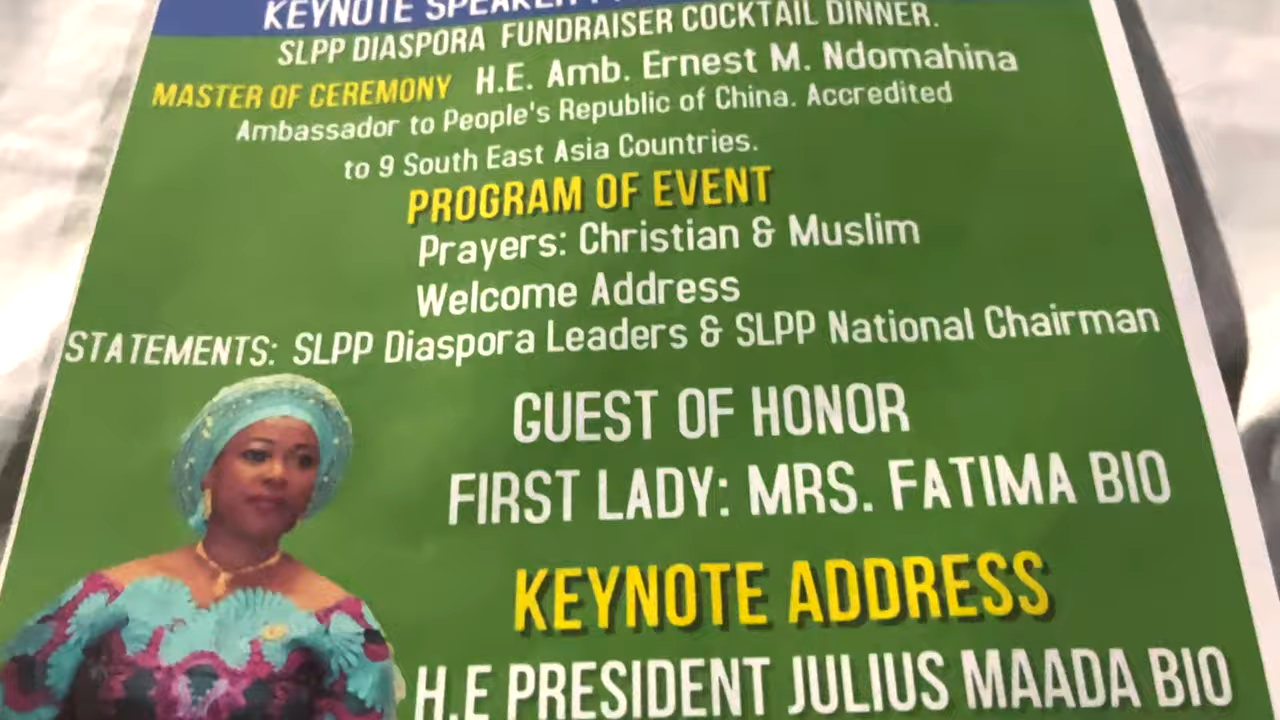 KEYNOTE SPEAKER
SLPP DIASPORA FUNDRAISER COCKTAIL DINNER.
MASTER OF CEREMONY H.E. Amb. Ernest M. Ndomahina
Ambassador to People's Republic of China. Accredited
to 9 South East Asia Countries.
PROGRAM OF EVENT
Prayers: Christian & Muslim
Welcome Address
STATEMENTS: SLPP Diaspora Leaders & SLPP National Chairman
GUEST OF HONOR
FIRST LADY: MRS. FATIMA BIO
KEYNOTE ADDRESS
H.E PRESIDENT JULIUS MAADA BIO